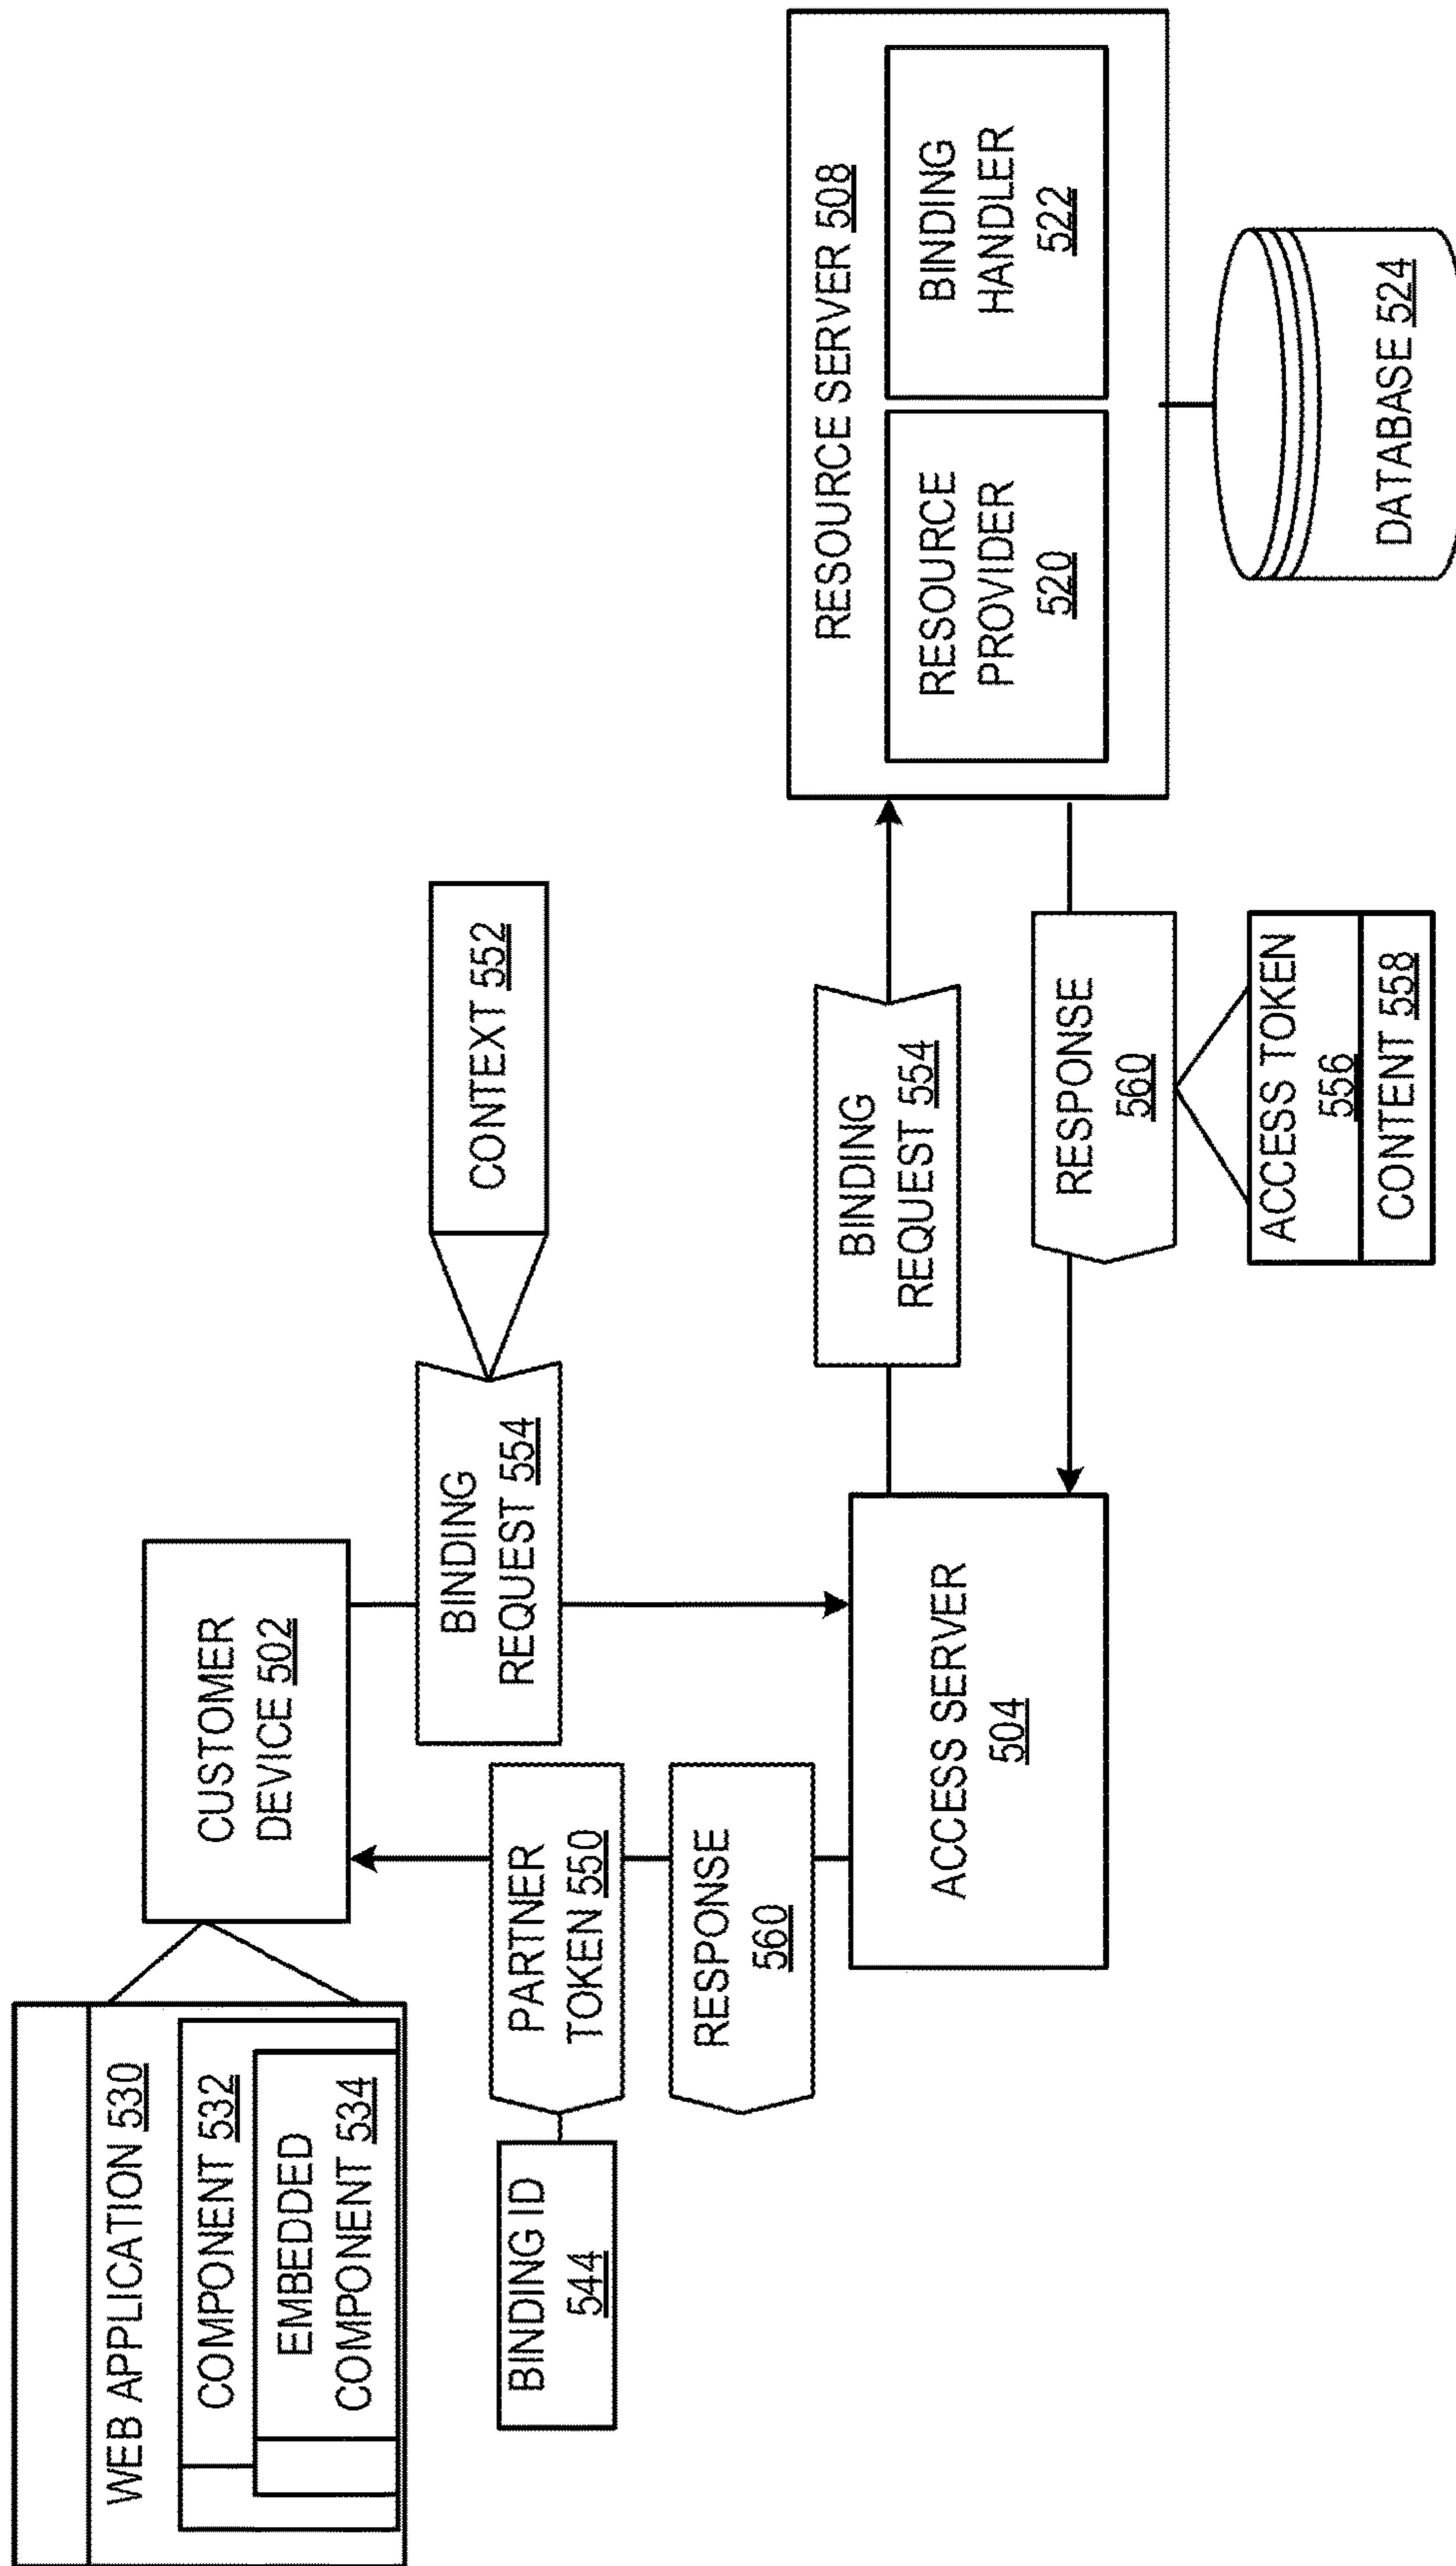 WEB APPLICATION 530
COMPONENT 532
EMBEDDED
COMPONENT 534
CUSTOMER
DEVICE 502
BINDING ID
544
PARTNER
TOKEN 550
RESPONSE
560
BINDING
REQUEST 554
CONTEXT 552
ACCESS SERVER
504
BINDING
REQUEST 554
RESPONSE
560
ACCESS TOKEN
556
CONTENT 558
RESOURCE SERVER 508
RESOURCE
PROVIDER
520
BINDING
HANDLER
522
DATABASE 524